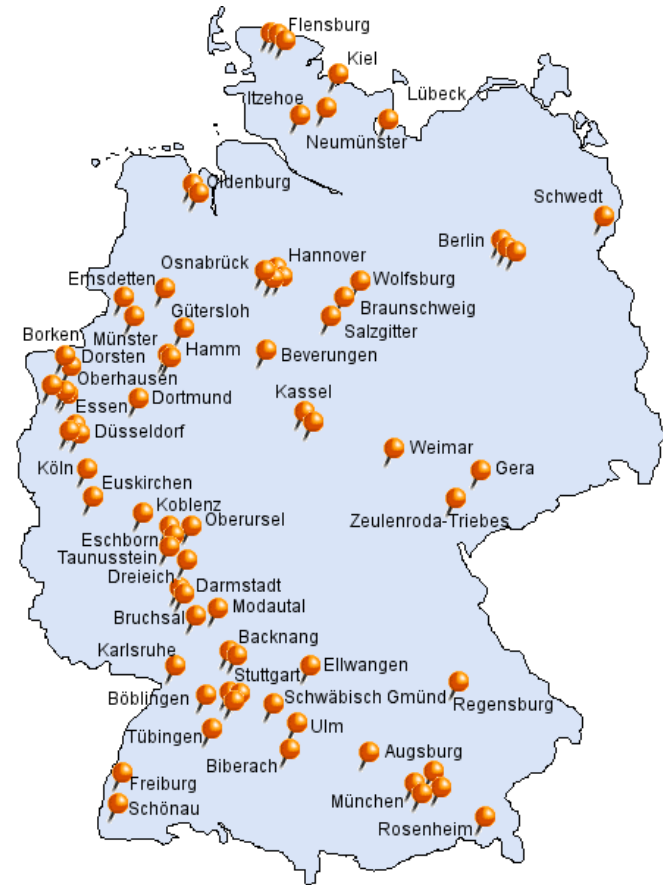 Flensburg
Kiel
Itzehoe
Lübeck
Neumünster
Oldenburg
Schwedt
Berlin
Osnabrück
Hannover
Emsdetten
Wolfsburg
Braunschweig
Gütersloh
Salzgitter
Borken
Münster
Hamm
Beverungen
Dorsten
Oberhausen
Kassel
Essen
Dortmund
Düsseldorf
Weimar
Köln
Gera
Euskirchen
Koblenz
Oberursel
Zeulenroda-Triebes
Eschborn
Taunusstein
Dreieich
Darmstadt
Modautal
Bruchsal
Backnang
Karlsruhe
Ellwangen
Stuttgart
Böblingen
Schwäbisch Gmünd
Regensburg
Ulm
Tübingen
Augsburg
Biberach
Freiburg
München
Schönau
Rosenheim